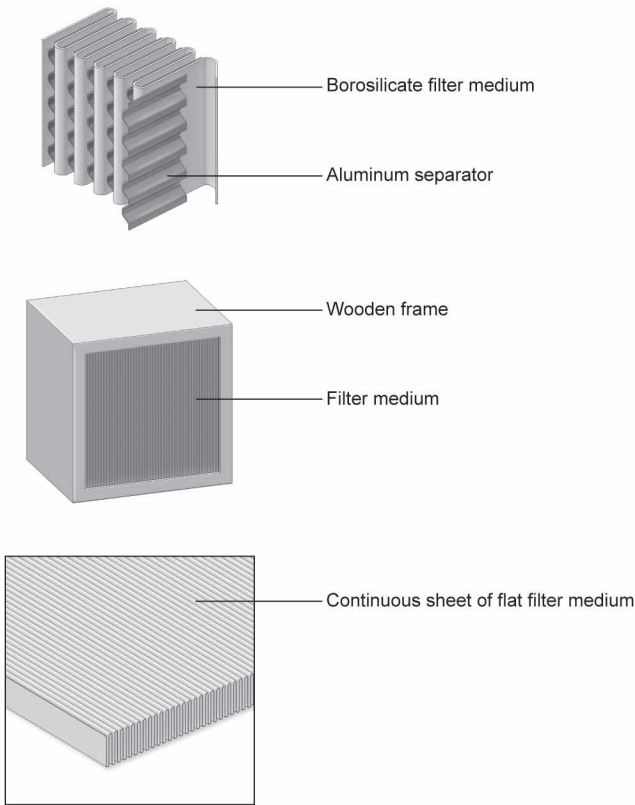 Borosilicate filter medium
Aluminum separator
Wooden frame
Filter medium
Continuous sheet of flat filter medium